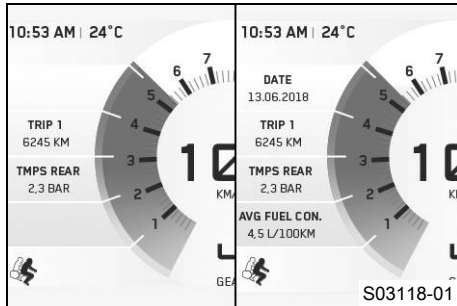 10:53 AM | 24°C
7
6
5
4
3
2
1
TRIP 1
6245 KM
TMPS REAR
2,3 BAR
KM/
GEA
10:53 AM | 24°C
7
6
5
4
3
2
1
DATE
13.06.2018
TRIP 1
6245 KM
TMPS REAR
2,3 BAR
AVG FUEL CON.
4,5 L/100KM
S03118-01